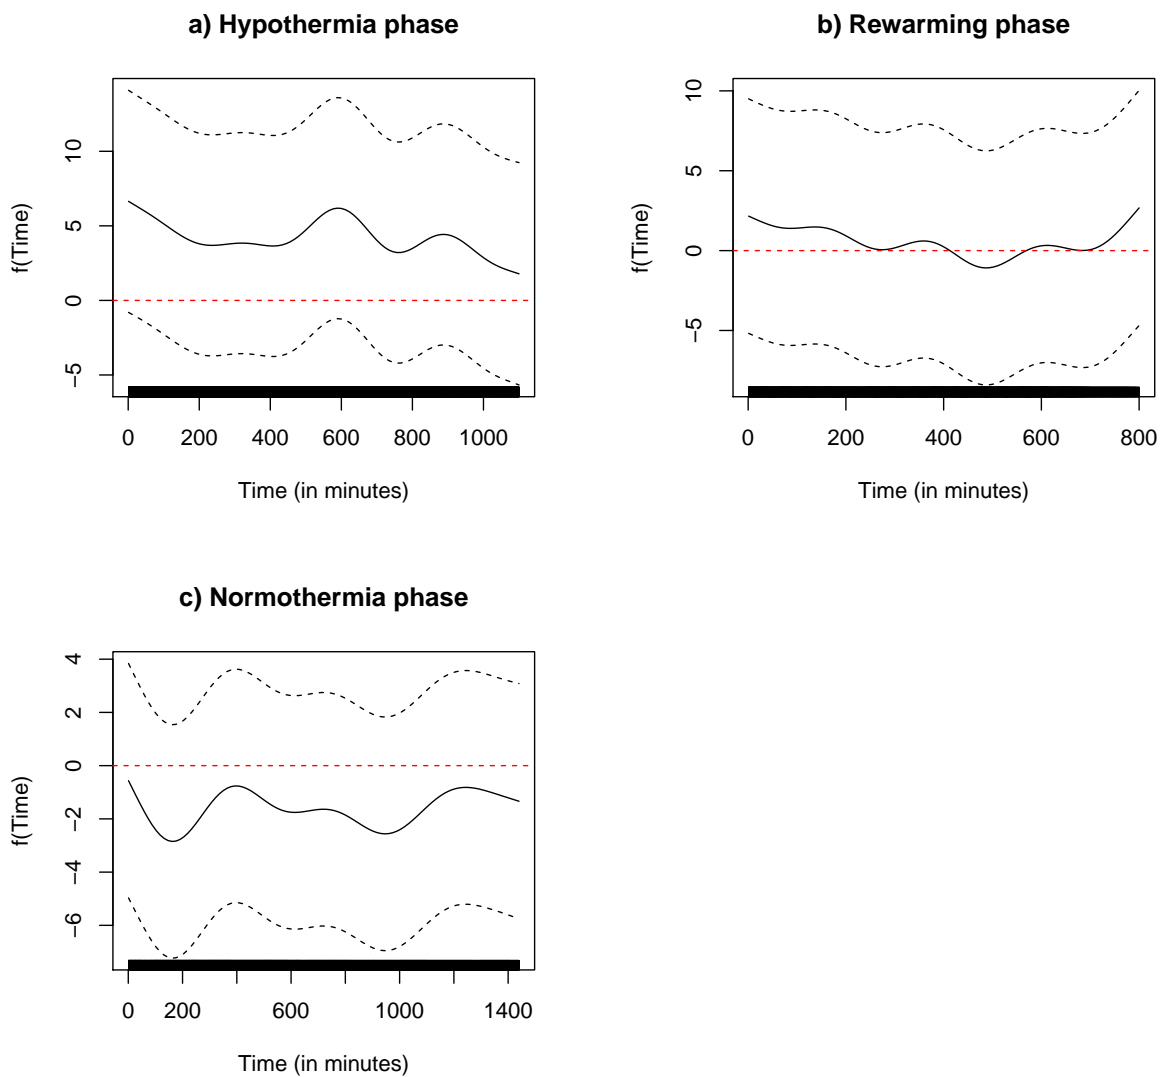 a) Hypothermia phase
f(Time)
10
5
0
−5
0 200 400 600 800 1000
Time (in minutes)
b) Rewarming phase
f(Time)
10
5
0
−5
0 200 400 600 800
Time (in minutes)
c) Normothermia phase
f(Time)
4
2
0
−2
−4
−6
0 200 600 1000 1400
Time (in minutes)